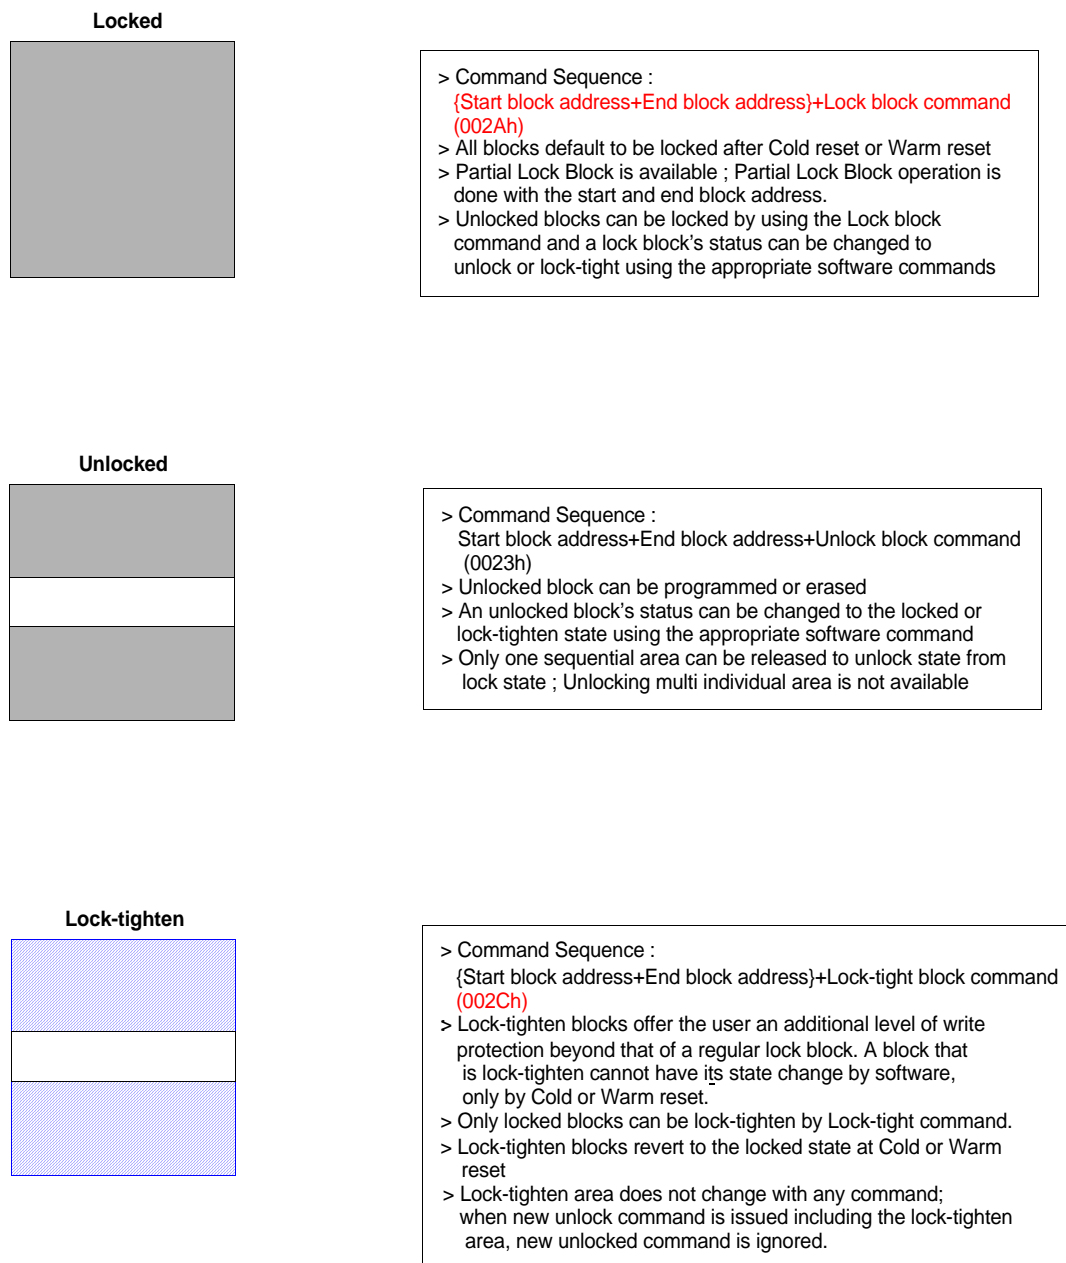 Locked
> Command Sequence :
{Start block address+End block address}+Lock block command
(002Ah)
> All blocks default to be locked after Cold reset or Warm reset
> Partial Lock Block is available ; Partial Lock Block operation is
done with the start and end block address.
> Unlocked blocks can be locked by using the Lock block
command and a lock block's status can be changed to
unlock or lock-tight using the appropriate software commands
Unlocked
> Command Sequence :
Start block address+End block address+Unlock block command
(0023h)
> Unlocked block can be programmed or erased
> An unlocked block's status can be changed to the locked or
lock-tighten state using the appropriate software command
> Only one sequential area can be released to unlock state from
lock state ; Unlocking multi individual area is not available
Lock-tighten
> Command Sequence :
{Start block address+End block address}+Lock-tight block command
(002Ch)
> Lock-tighten blocks offer the user an additional level of write
protection beyond that of a regular lock block. A block that
is lock-tighten cannot have its state change by software,
only by Cold or Warm reset.
> Only locked blocks can be lock-tighten by Lock-tight command.
> Lock-tighten blocks revert to the locked state at Cold or Warm
reset
> Lock-tighten area does not change with any command;
when new unlock command is issued including the lock-tighten
area, new unlocked command is ignored.